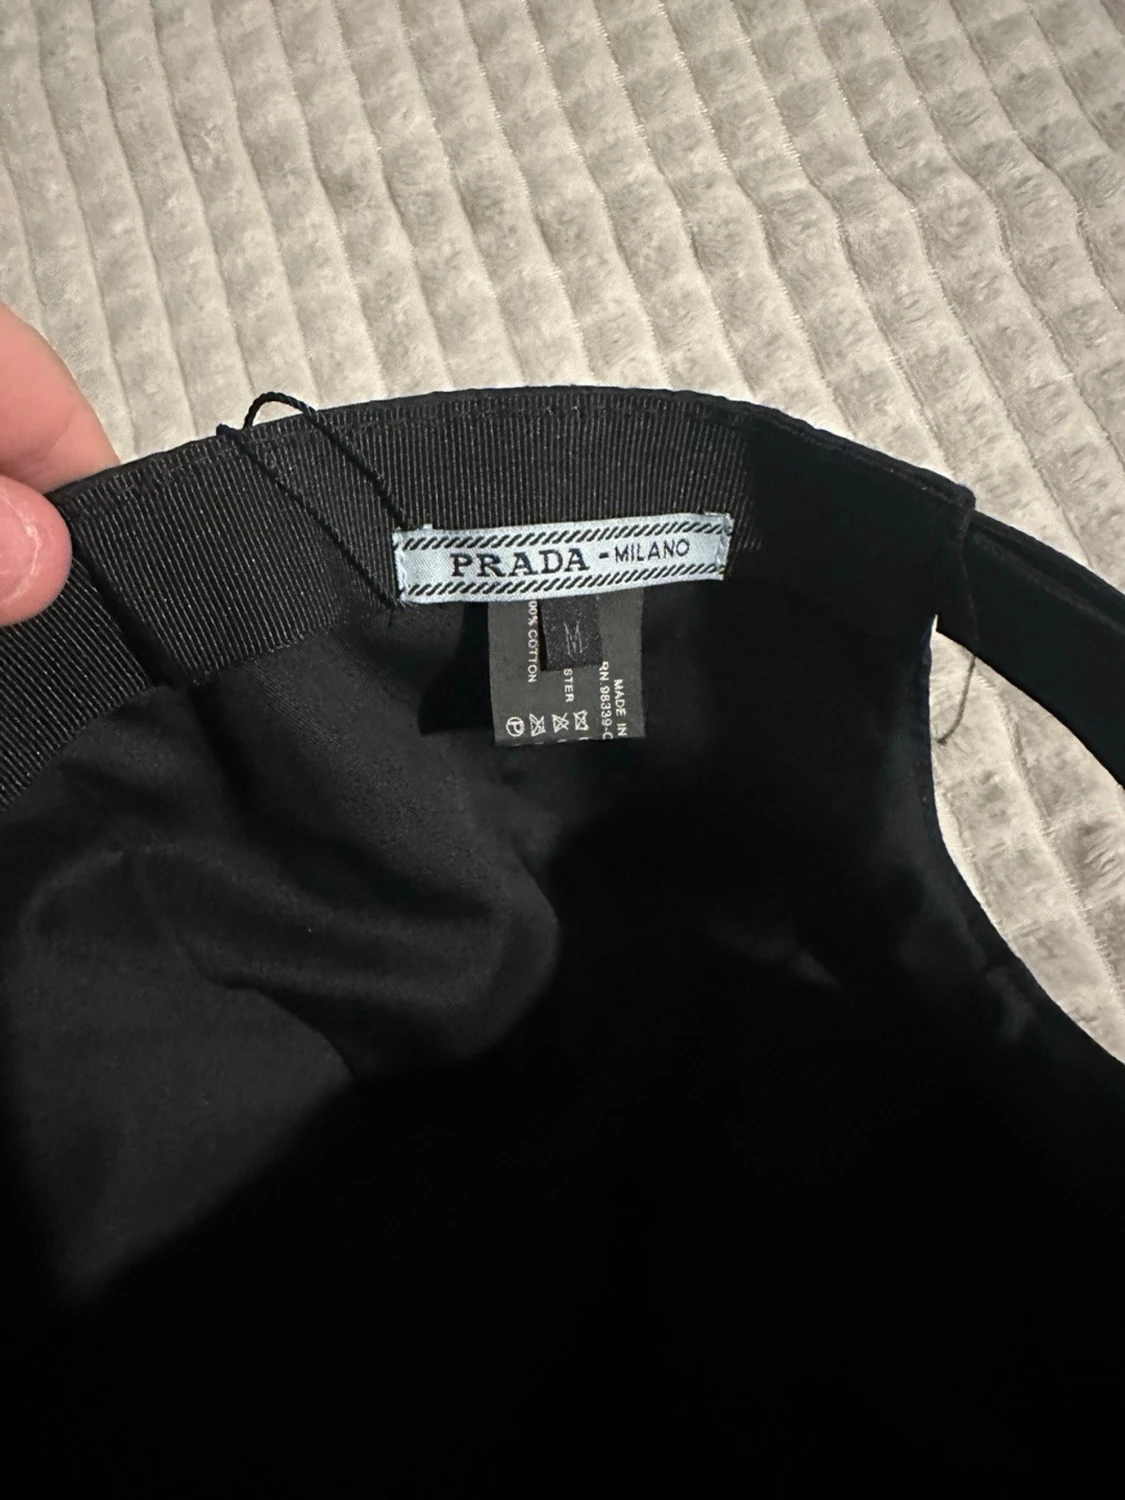 PRADA - MILANO
M
00% COTTON
STER
RN.98339-C
MADE IN
P